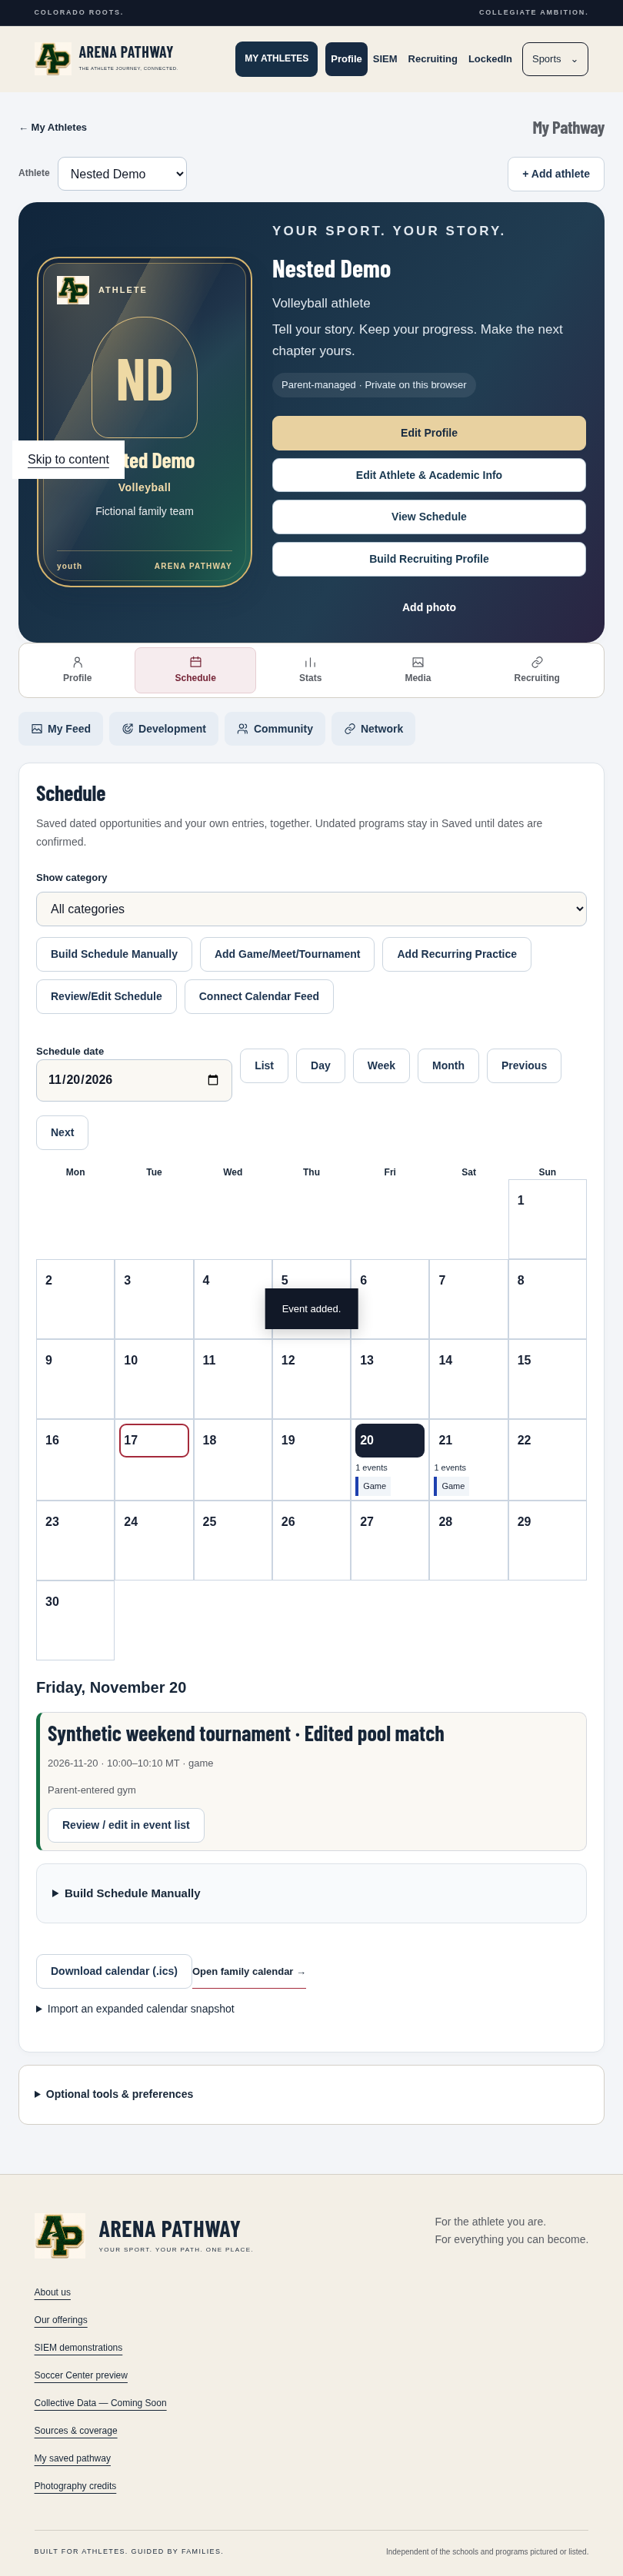 COLORADO ROOTS. COLLEGIATE AMBITION.
ARENA PATHWAY
THE ATHLETE JOURNEY, CONNECTED.
MY ATHLETES Profile SIEM Recruiting LockedIn Sports
← My Athletes My Pathway
Athlete Nested Demo + Add athlete
AP ATHLETE
ND
ted Demo
Volleyball
Fictional family team
youth ARENA PATHWAY
Skip to content
YOUR SPORT. YOUR STORY.
Nested Demo
Volleyball athlete
Tell your story. Keep your progress. Make the next
chapter yours.
Parent-managed · Private on this browser
Edit Profile
Edit Athlete & Academic Info
View Schedule
Build Recruiting Profile
Add photo
Profile Schedule Stats Media Recruiting
My Feed Development Community Network
Schedule
Saved dated opportunities and your own entries, together. Undated programs stay in Saved until dates are
confirmed.
Show category
All categories
Build Schedule Manually Add Game/Meet/Tournament Add Recurring Practice
Review/Edit Schedule Connect Calendar Feed
Schedule date
11/20/2026 List Day Week Month Previous
Next
Mon Tue Wed Thu Fri Sat Sun
1
2 3 4 5 6 7 8
Event added.
9 10 11 12 13 14 15
16 17 18 19 20 21 22
1 events 1 events
Game Game
23 24 25 26 27 28 29
30
Friday, November 20
Synthetic weekend tournament · Edited pool match
2026-11-20 · 10:00–10:10 MT · game
Parent-entered gym
Review / edit in event list
▶ Build Schedule Manually
Download calendar (.ics) Open family calendar →
▶ Import an expanded calendar snapshot
▶ Optional tools & preferences
AP ARENA PATHWAY
YOUR SPORT. YOUR PATH. ONE PLACE.
For the athlete you are.
For everything you can become.
About us
Our offerings
SIEM demonstrations
Soccer Center preview
Collective Data — Coming Soon
Sources & coverage
My saved pathway
Photography credits
BUILT FOR ATHLETES. GUIDED BY FAMILIES. Independent of the schools and programs pictured or listed.